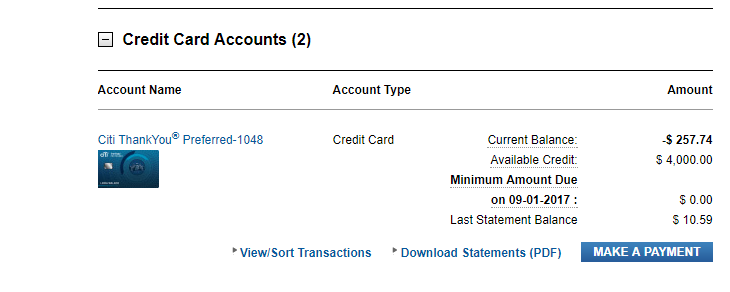 Credit Card Accounts (2)
Account Name Account Type Amount
Citi ThankYou® Preferred-1048 Credit Card Current Balance: -$ 257.74
Available Credit: $ 4,000.00
Minimum Amount Due
on 09-01-2017 : $ 0.00
Last Statement Balance $ 10.59
View/Sort Transactions Download Statements (PDF) MAKE A PAYMENT